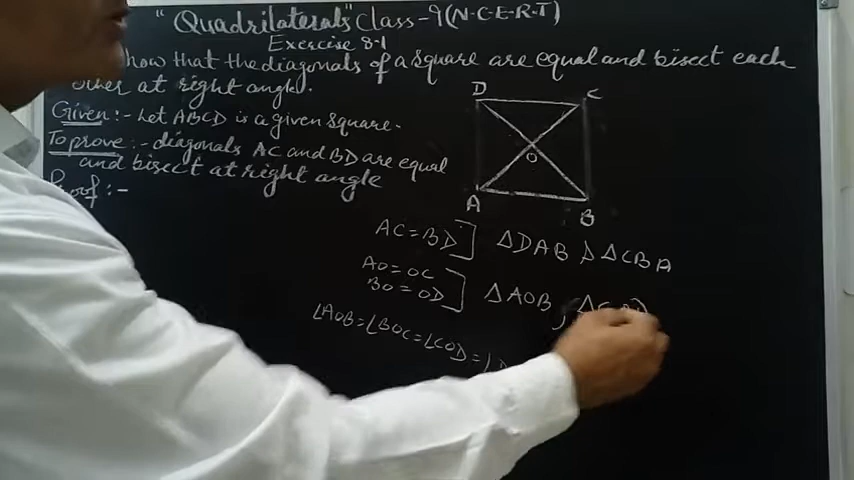 "Quadrilaterals" Class-9 (N.C.E.R.T)
Exercise 8.1
how that the diagonals of a square are equal and bisect each
other at right angle.
Given :- Let ABCD is a given square.
To prove :- diagonals AC and BD are equal
and bisect at right angle
Proof :-
D C
O
A B
AC = BD ] ΔDAB , ΔCBA
AO = OC
BO = OD ] ΔAOB ,
∠AOB = ∠BOC = ∠COD = ∠